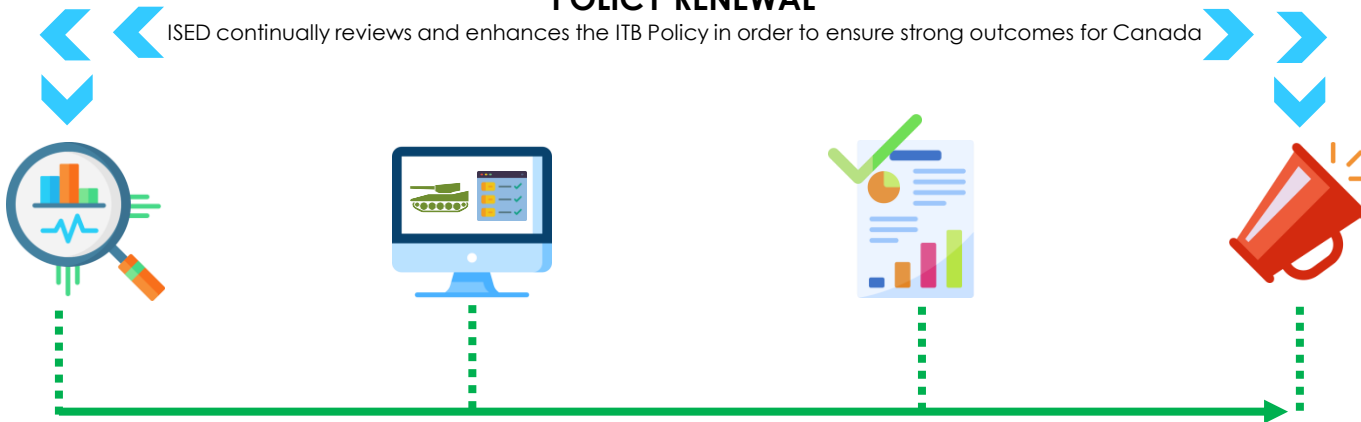 POLICY RENEWAL
ISED continually reviews and enhances the ITB Policy in order to ensure strong outcomes for Canada